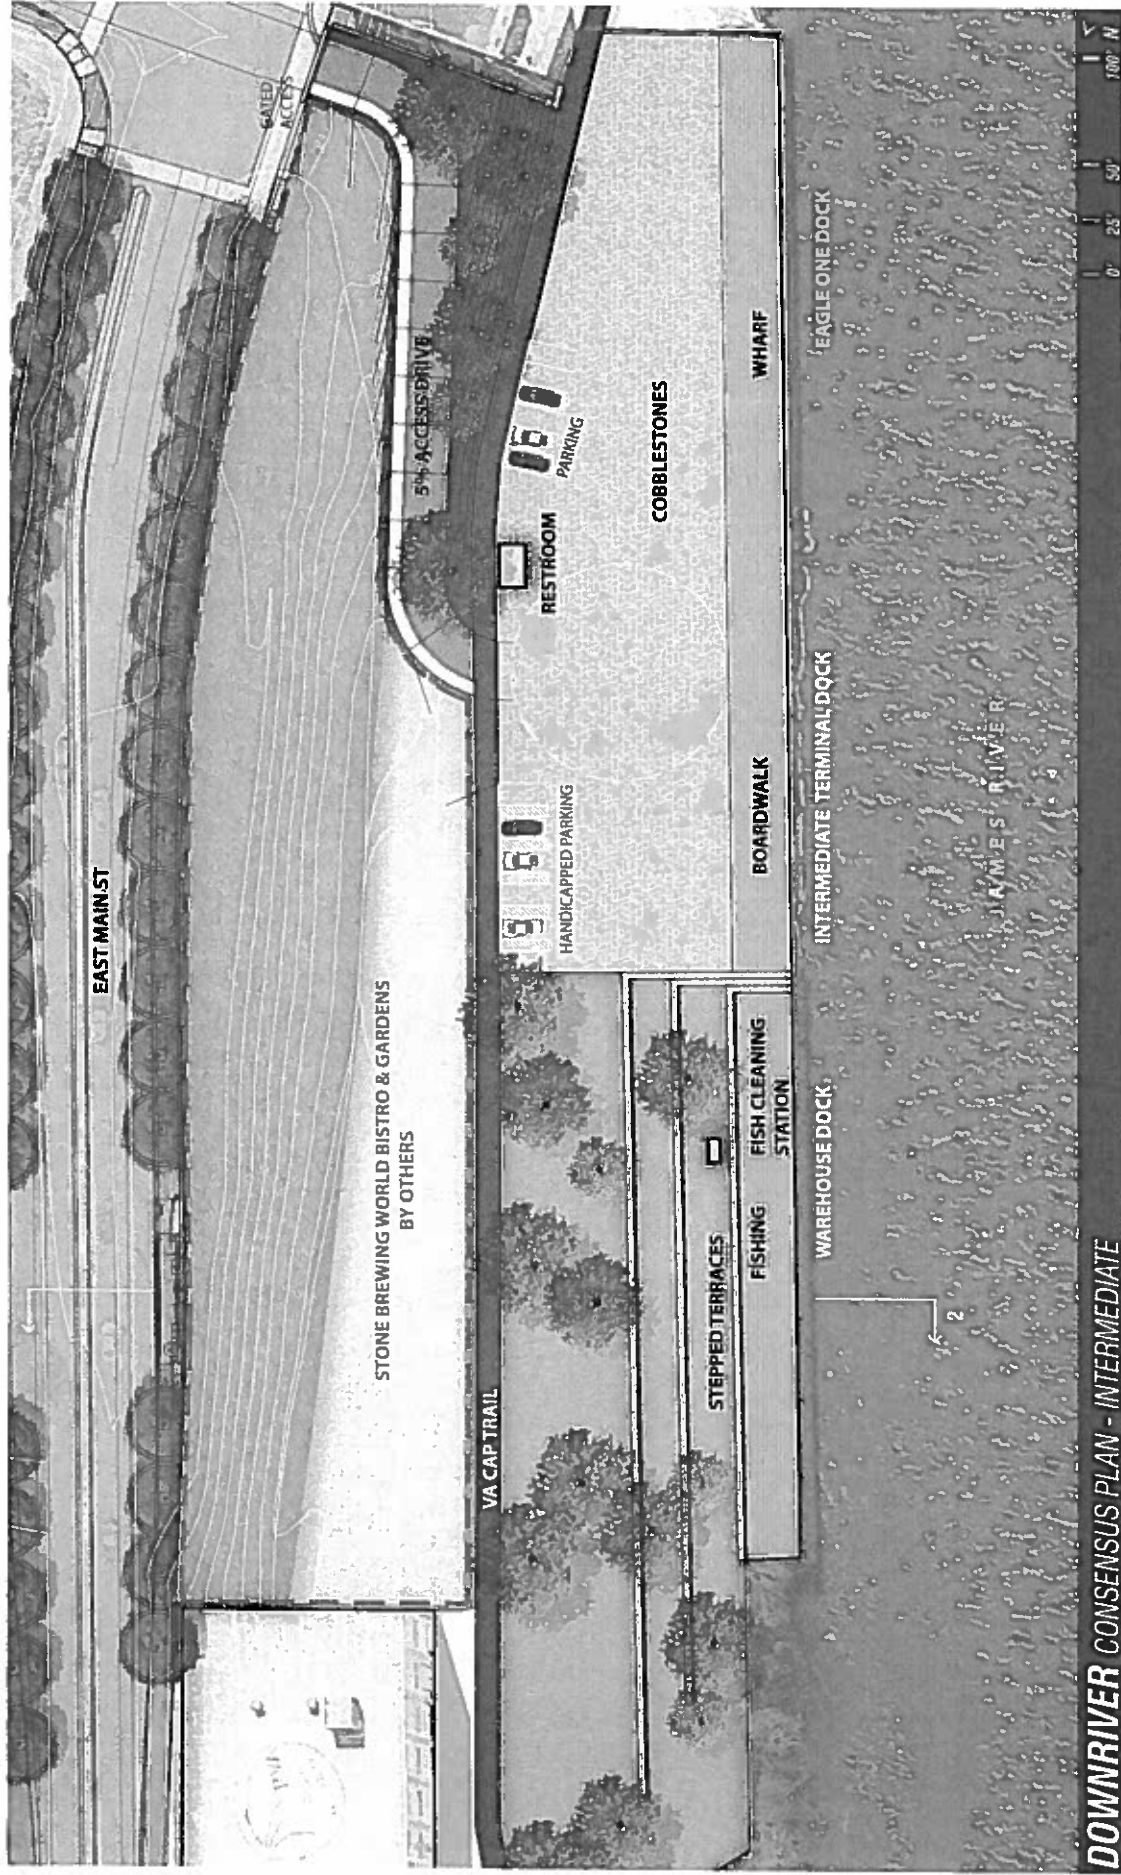 EAST MAIN ST
GATED
ACCESS
5% ACCESS DRIVE
STONE BREWING WORLD BISTRO & GARDENS
BY OTHERS
VA CAP TRAIL
HANDICAPPED PARKING
RESTROOM
PARKING
COBBLESTONES
STEPPED TERRACES
FISHING
FISH CLEANING
STATION
BOARDWALK
WHARF
WAREHOUSE DOCK
INTERMEDIATE TERMINAL DOCK
EAGLE ONE DOCK
2
JAMES RIVER
DOWNRIVER CONSENSUS PLAN - INTERMEDIATE
0' 25' 50' 100' N